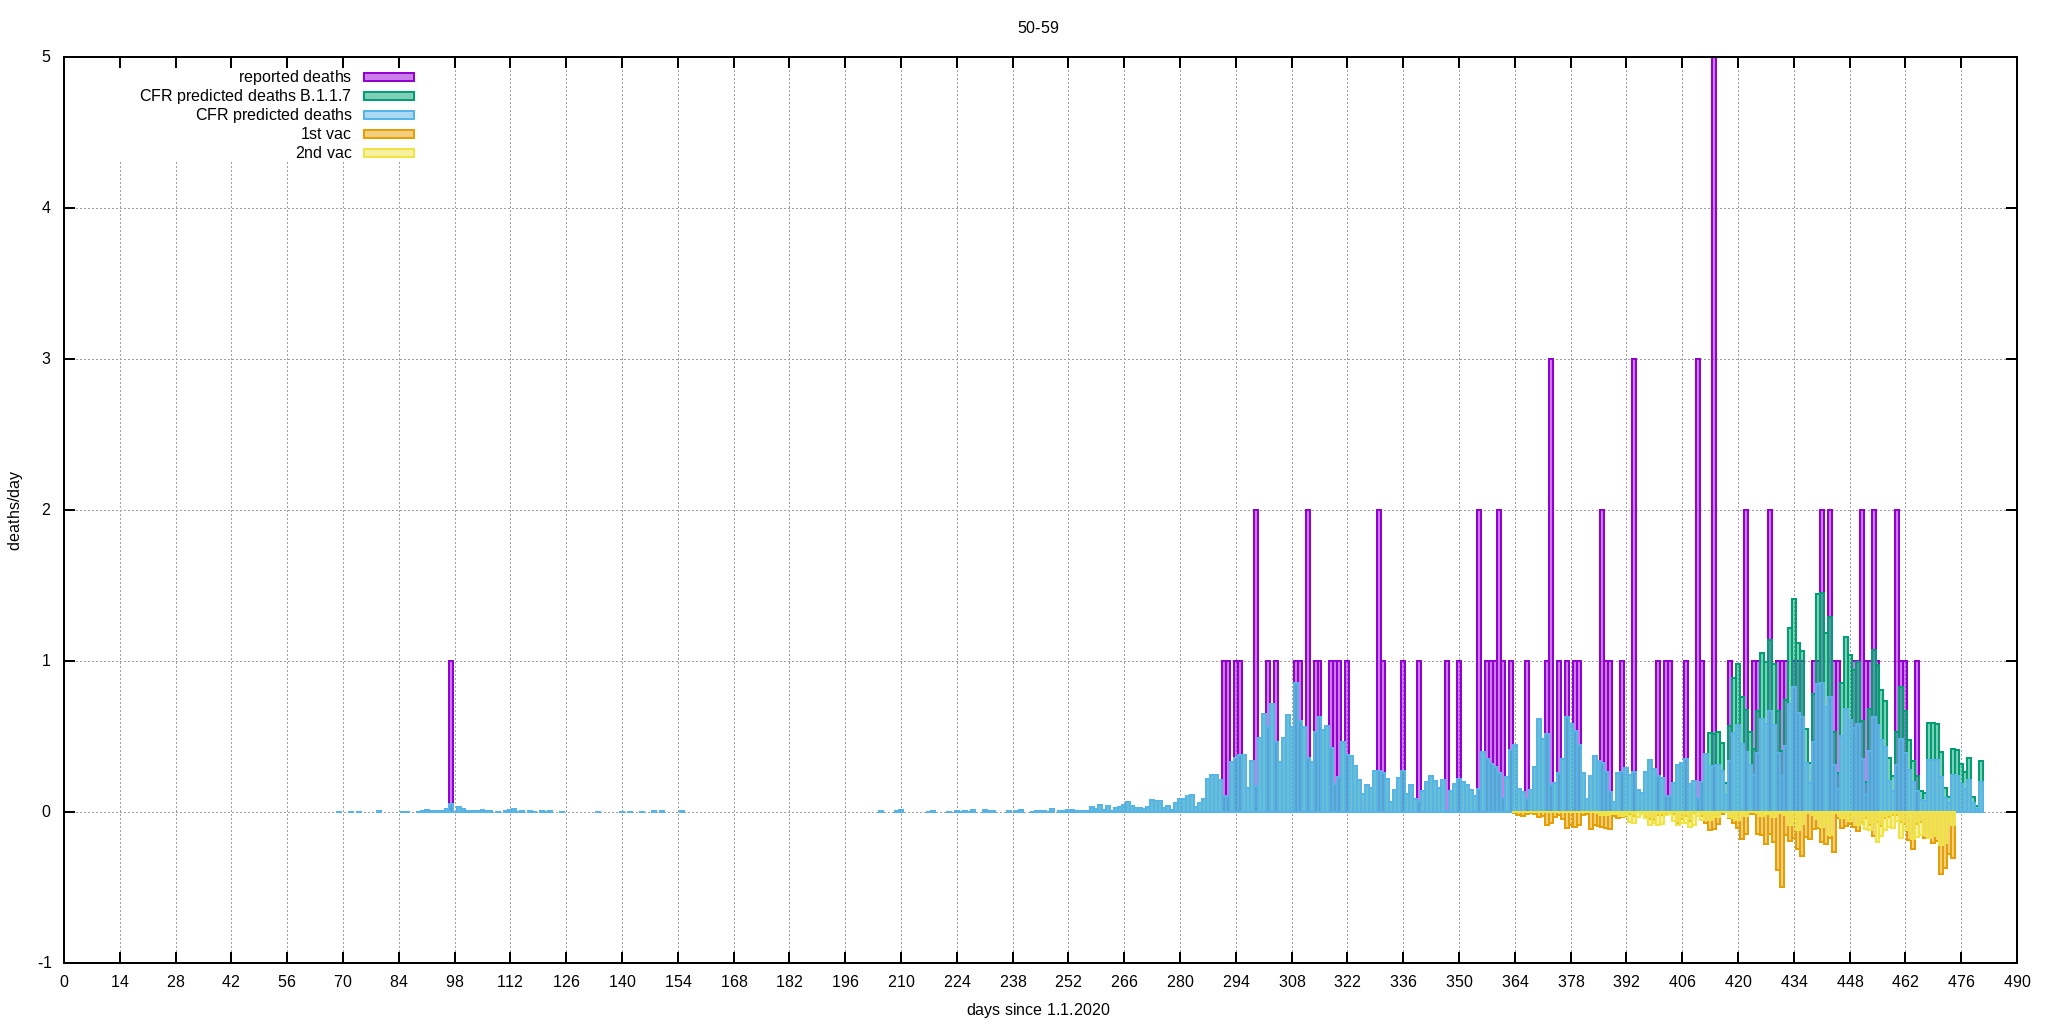 50-59
reported deaths
CFR predicted deaths B.1.1.7
CFR predicted deaths
1st vac
2nd vac
5
4
3
2
1
0
-1
deaths/day
0 14 28 42 56 70 84 98 112 126 140 154 168 182 196 210 224 238 252 266 280 294 308 322 336 350 364 378 392 406 420 434 448 462 476 490
days since 1.1.2020